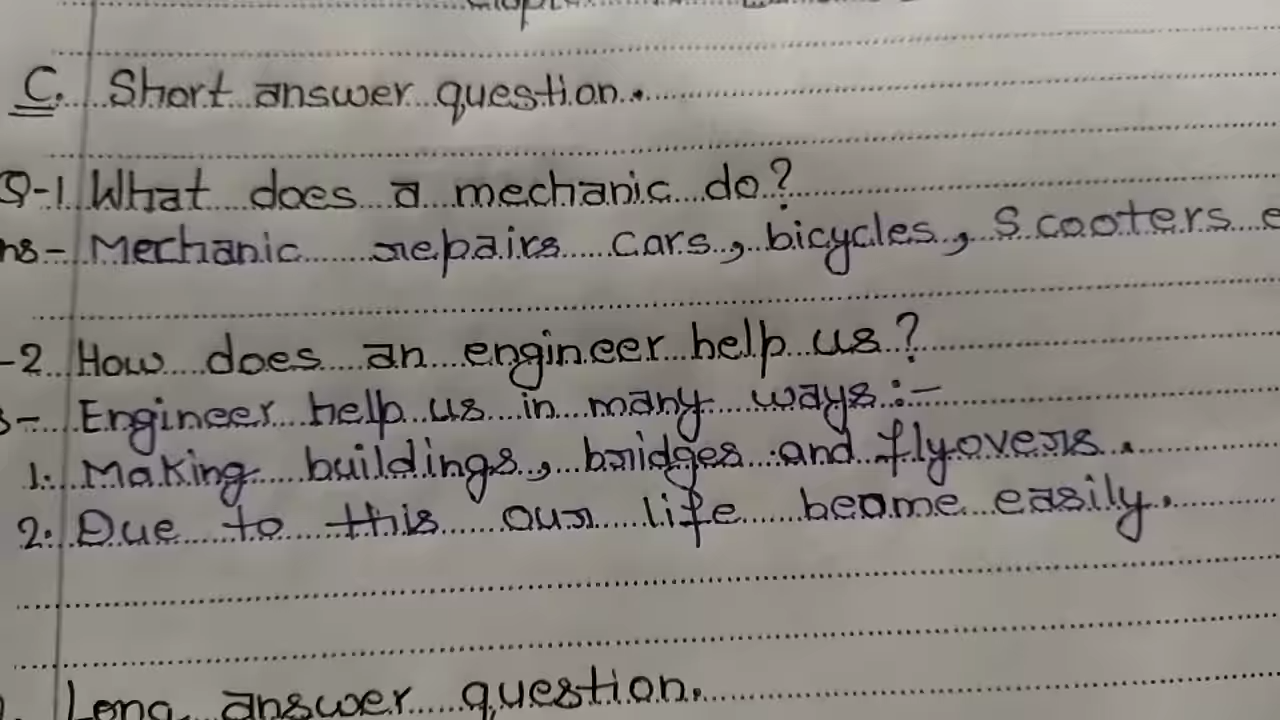 C. Short answer question.
Q-1 What does a mechanic do?
ns- Mechanic repairs cars, bicycles, Scooters e
-2 How does an engineer help us?
s- Engineer help us in many ways:-
1. Making buildings, bridges and flyovers.
2. Due to this our life beome easily.
Long answer question.